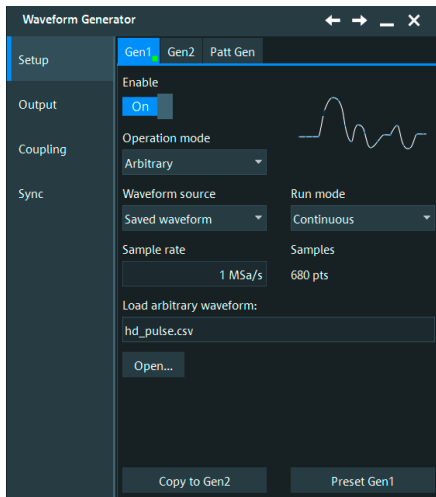 Waveform Generator
Setup
Output
Coupling
Sync
Gen1 Gen2 Patt Gen
Enable
On
Operation mode
Arbitrary
Waveform source Run mode
Saved waveform Continuous
Sample rate Samples
1 MSa/s 680 pts
Load arbitrary waveform:
hd_pulse.csv
Open...
Copy to Gen2 Preset Gen1